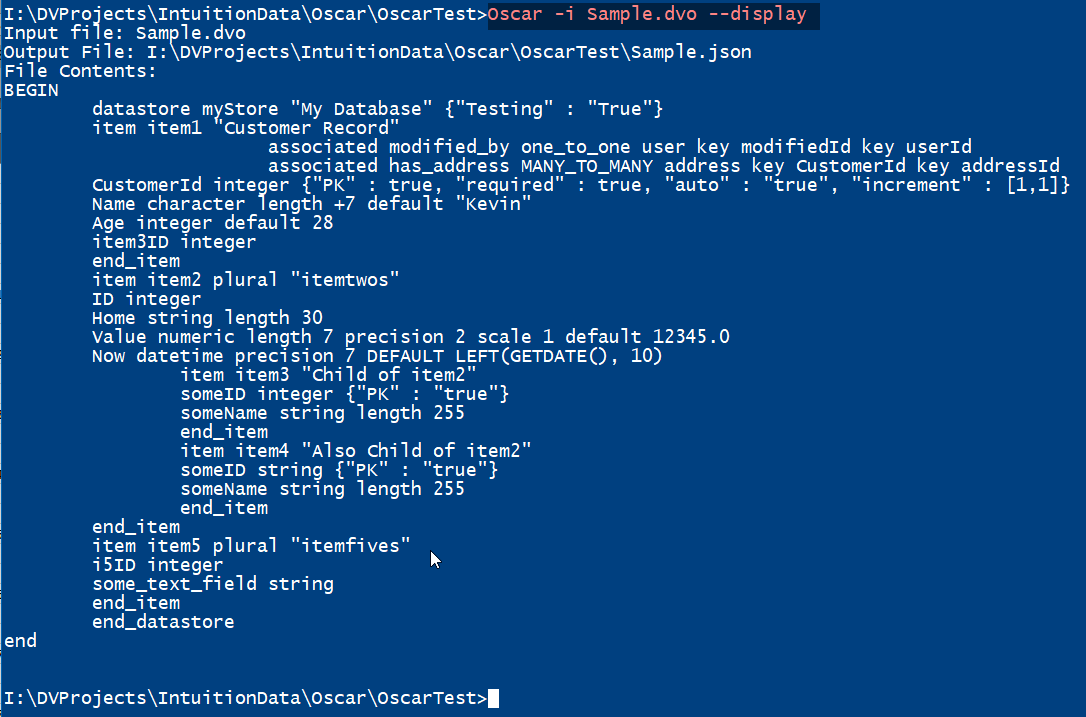 I:\DVProjects\IntuitionData\Oscar\OscarTest>Oscar -i Sample.dvo --display
Input file: Sample.dvo
Output File: I:\DVProjects\IntuitionData\Oscar\OscarTest\Sample.json
File Contents:
BEGIN
        datastore myStore "My Database" {"Testing" : "True"}
        item item1 "Customer Record"
                        associated modified_by one_to_one user key modifiedId key userId
                        associated has_address MANY_TO_MANY address key CustomerId key addressId
        CustomerId integer {"PK" : true, "required" : true, "auto" : "true", "increment" : [1,1]}
        Name character length +7 default "Kevin"
        Age integer default 28
        item3ID integer
        end_item
        item item2 plural "itemtwos"
        ID integer
        Home string length 30
        Value numeric length 7 precision 2 scale 1 default 12345.0
        Now datetime precision 7 DEFAULT LEFT(GETDATE(), 10)
                item item3 "Child of item2"
                someID integer {"PK" : "true"}
                someName string length 255
                end_item
                item item4 "Also Child of item2"
                someID string {"PK" : "true"}
                someName string length 255
                end_item
        end_item
        item item5 plural "itemfives"
        i5ID integer
        some_text_field string
        end_item
        end_datastore
end
I:\DVProjects\IntuitionData\Oscar\OscarTest>